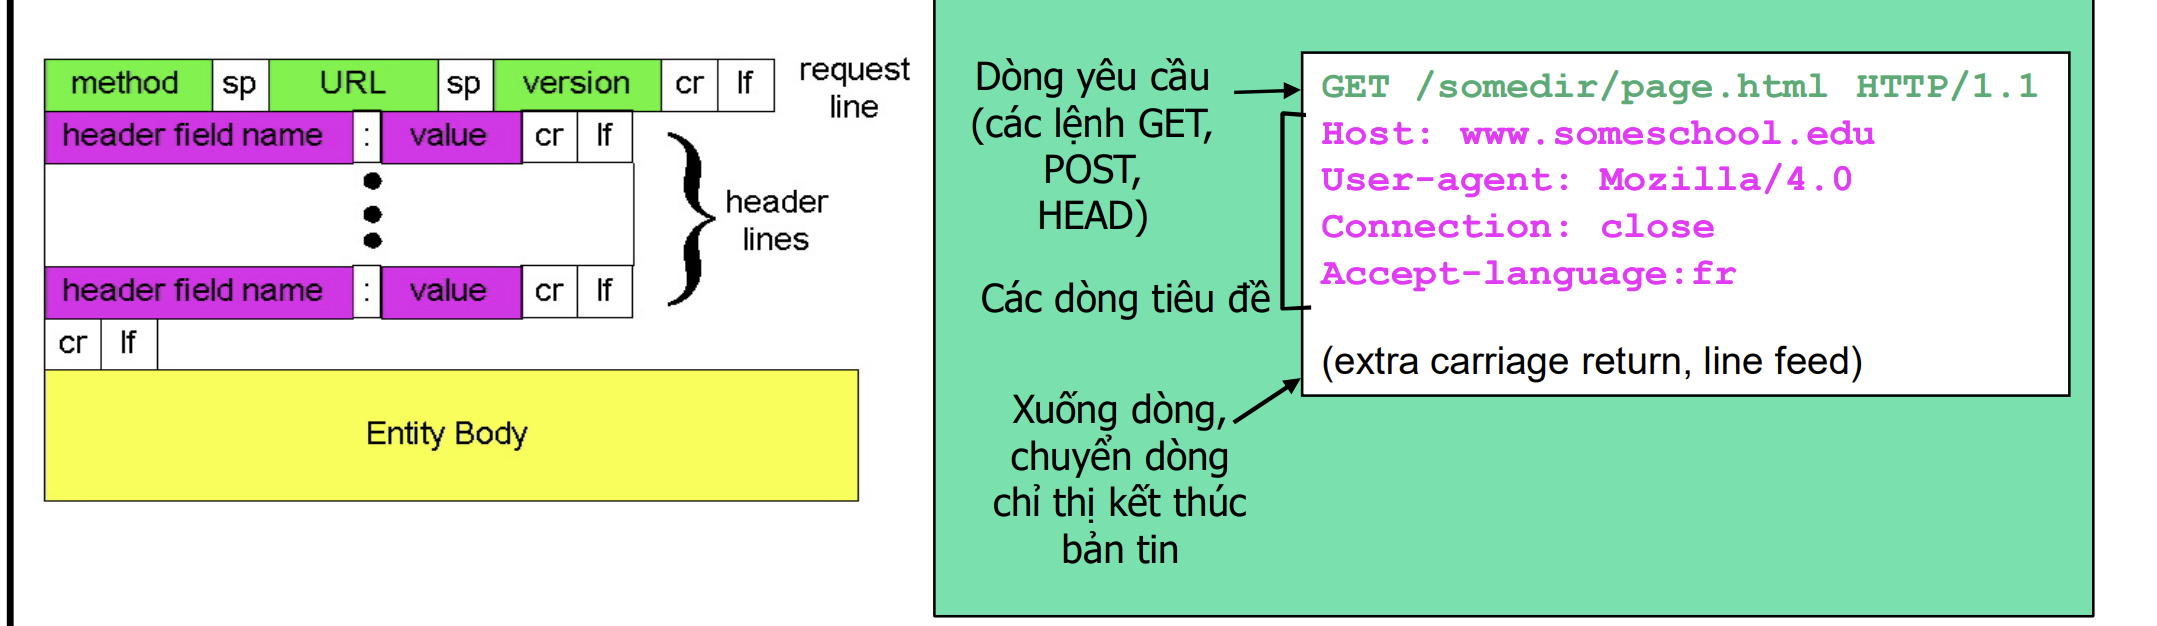 method sp URL sp version cr lf
request
line
header field name : value cr lf
header
lines
header field name : value cr lf
cr lf
Entity Body
Dòng yêu cầu
(các lệnh GET,
POST,
HEAD)
Các dòng tiêu đề
Xuống dòng,
chuyển dòng
chỉ thị kết thúc
bản tin
GET /somedir/page.html HTTP/1.1
Host: www.someschool.edu
User-agent: Mozilla/4.0
Connection: close
Accept-language:fr
(extra carriage return, line feed)